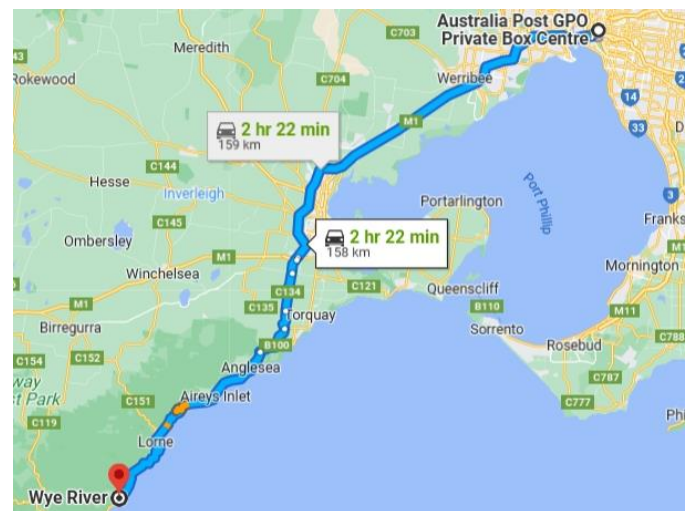 Australia Post GPO
Private Box Centre
C703
Meredith
43
Rokewood
C704
Werribee
M1
14
33
D
2 hr 22 min
159 km
C144
Hesse
Inverleigh
C145
Portarlington
Port Phillip
3
Franks
Ombersley
2 hr 22 min
158 km
M1
Winchelsea
C134
C121
Queenscliff
B110
Mornington
M1
C135
Torquay
Sorrento
M11
Birregurra
B100
Rosebud
C788
C154
C152
Anglesea
C787
way
st Park
C151
Aireys Inlet
C777
Phi
C119
Lorne
Wye River